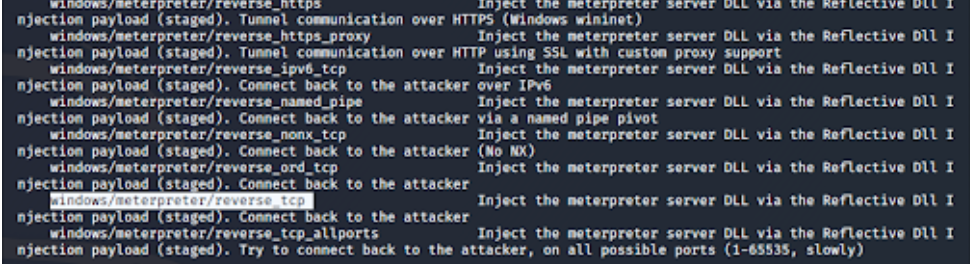 windows/meterpreter/reverse_https Inject the meterpreter server DLL via the Reflective Dll I
njection payload (staged). Tunnel communication over HTTPS (Windows wininet)
windows/meterpreter/reverse_https_proxy Inject the meterpreter server DLL via the Reflective Dll I
njection payload (staged). Tunnel communication over HTTP using SSL with custom proxy support
windows/meterpreter/reverse_ipv6_tcp Inject the meterpreter server DLL via the Reflective Dll I
njection payload (staged). Connect back to the attacker over IPv6
windows/meterpreter/reverse_named_pipe Inject the meterpreter server DLL via the Reflective Dll I
njection payload (staged). Connect back to the attacker via a named pipe pivot
windows/meterpreter/reverse_nonx_tcp Inject the meterpreter server DLL via the Reflective Dll I
njection payload (staged). Connect back to the attacker (No NX)
windows/meterpreter/reverse_ord_tcp Inject the meterpreter server DLL via the Reflective Dll I
njection payload (staged). Connect back to the attacker
windows/meterpreter/reverse_tcp Inject the meterpreter server DLL via the Reflective Dll I
njection payload (staged). Connect back to the attacker
windows/meterpreter/reverse_tcp_allports Inject the meterpreter server DLL via the Reflective Dll I
njection payload (staged). Try to connect back to the attacker, on all possible ports (1-65535, slowly)